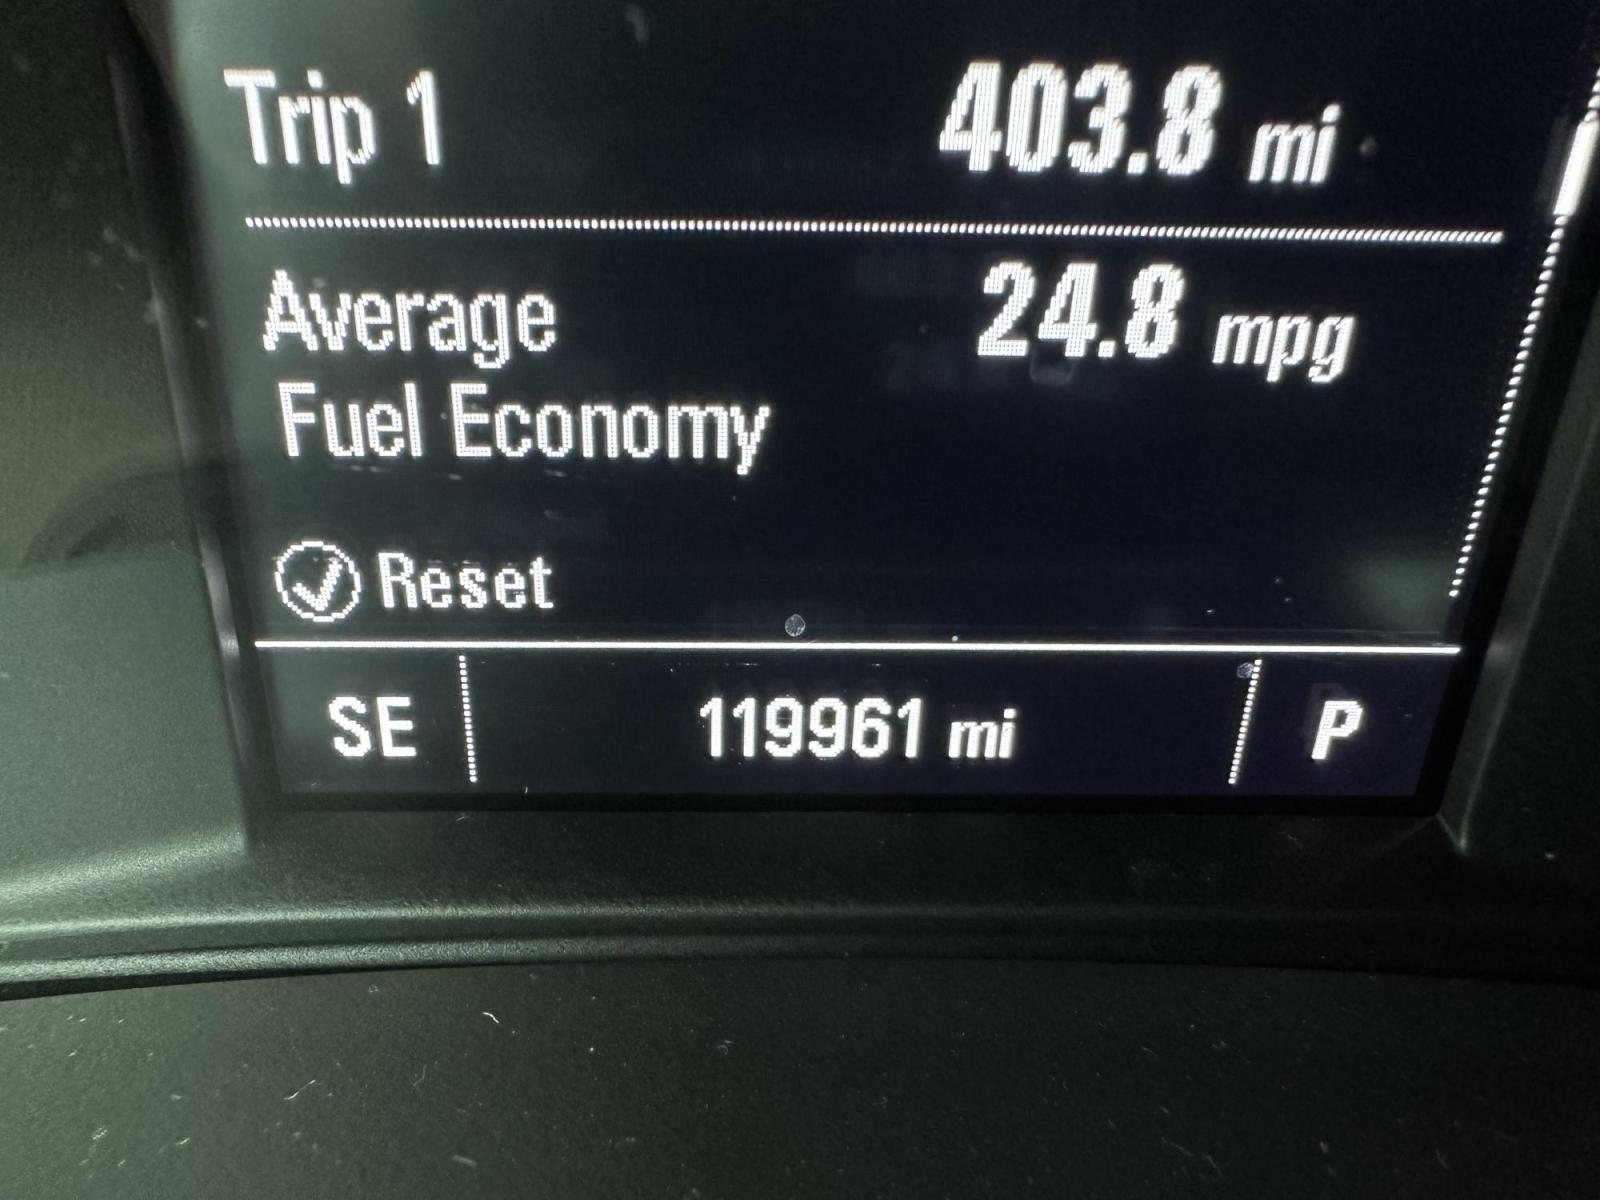 Trip 1 403.8 mi
Average 24.8 mpg
Fuel Economy
Reset
SE 119961 mi P